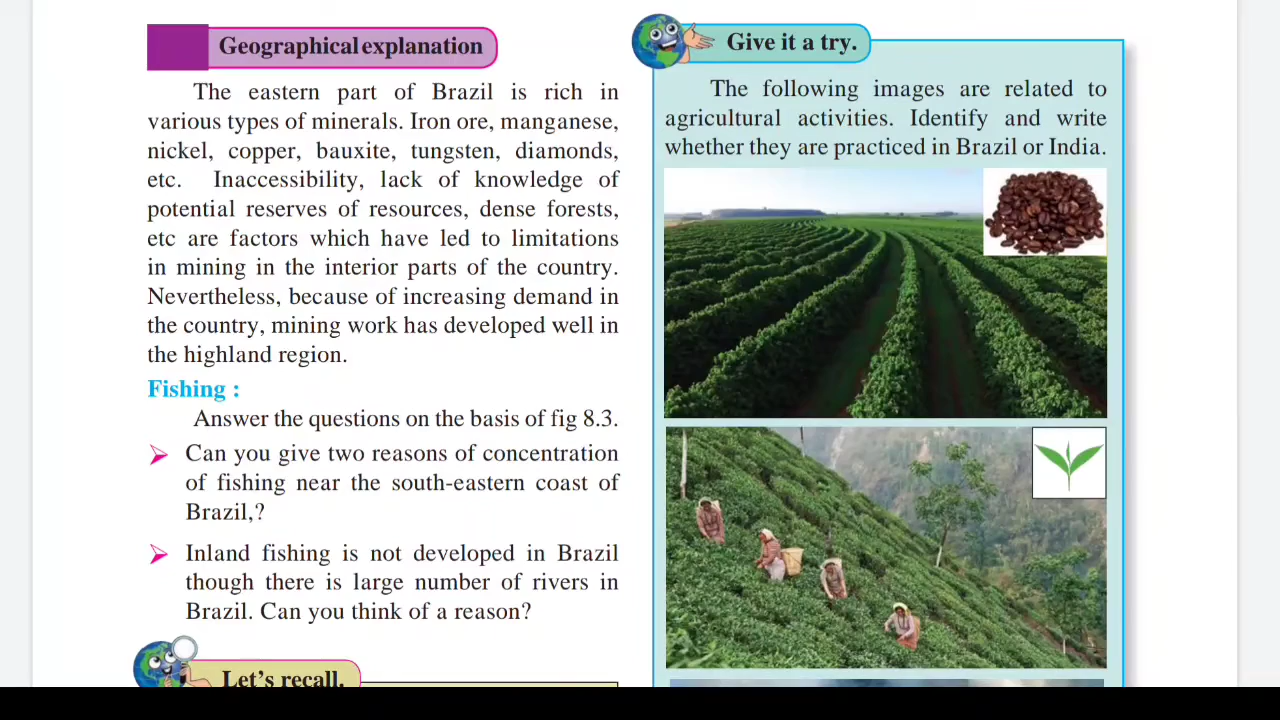 Geographical explanation
The eastern part of Brazil is rich in
various types of minerals. Iron ore, manganese,
nickel, copper, bauxite, tungsten, diamonds,
etc. Inaccessibility, lack of knowledge of
potential reserves of resources, dense forests,
etc are factors which have led to limitations
in mining in the interior parts of the country.
Nevertheless, because of increasing demand in
the country, mining work has developed well in
the highland region.
Fishing :
Answer the questions on the basis of fig 8.3.
Can you give two reasons of concentration
of fishing near the south-eastern coast of
Brazil,?
Inland fishing is not developed in Brazil
though there is large number of rivers in
Brazil. Can you think of a reason?
Let's recall.
Give it a try.
The following images are related to
agricultural activities. Identify and write
whether they are practiced in Brazil or India.